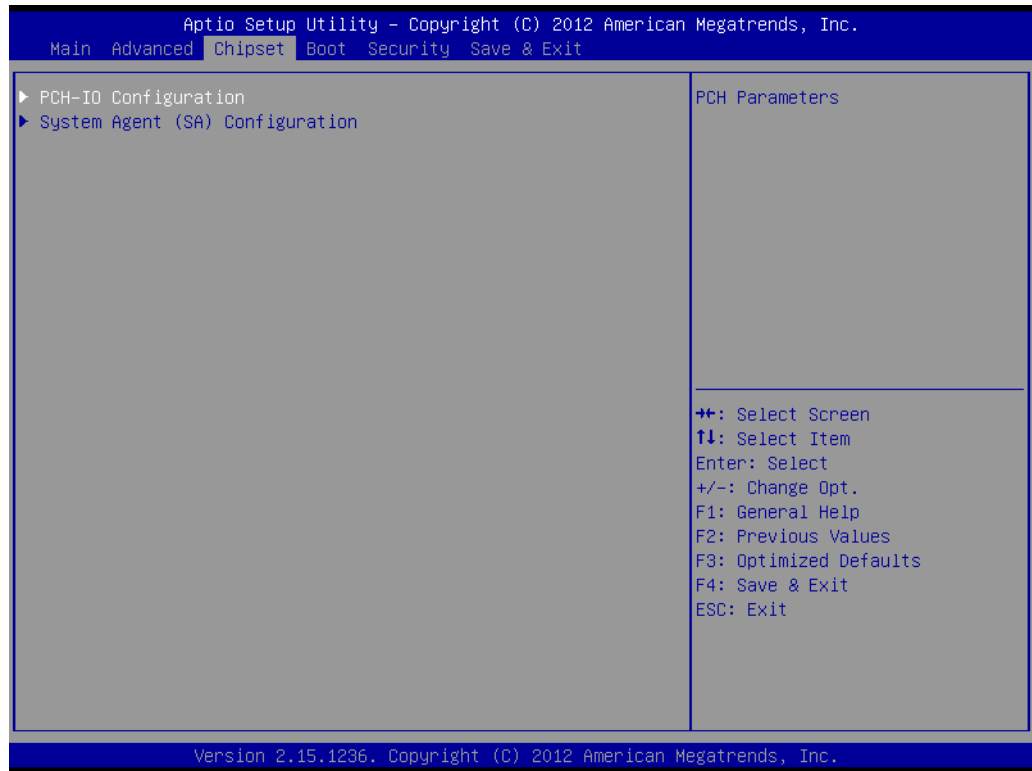 Aptio Setup Utility – Copyright (C) 2012 American Megatrends, Inc.
Main Advanced Chipset Boot Security Save & Exit
▶ PCH-IO Configuration
▶ System Agent (SA) Configuration
PCH Parameters
→←: Select Screen
↑↓: Select Item
Enter: Select
+/-: Change Opt.
F1: General Help
F2: Previous Values
F3: Optimized Defaults
F4: Save & Exit
ESC: Exit
Version 2.15.1236. Copyright (C) 2012 American Megatrends, Inc.